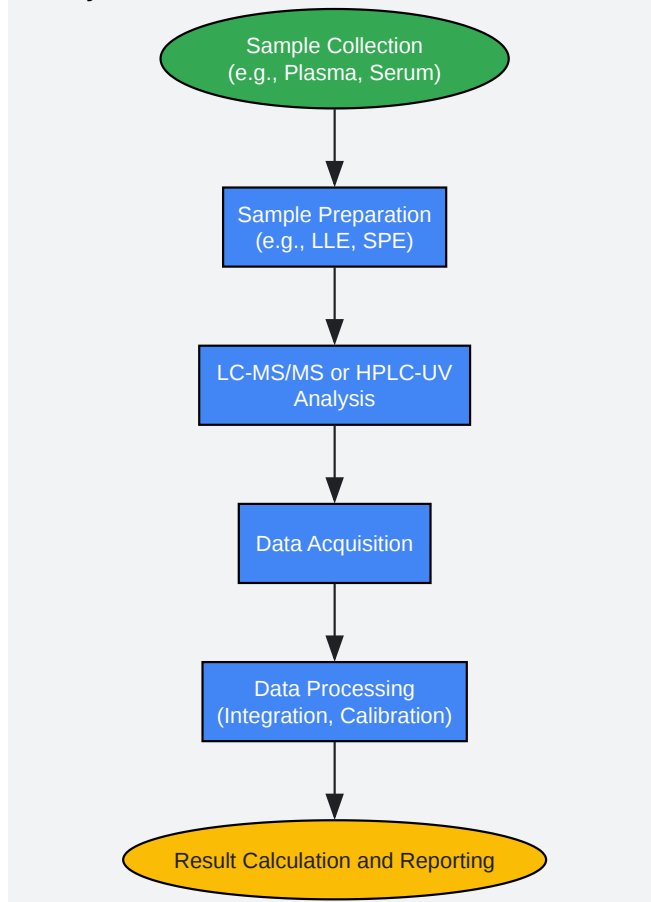 Sample Collection
(e.g., Plasma, Serum)
Sample Preparation
(e.g., LLE, SPE)
LC-MS/MS or HPLC-UV
Analysis
Data Acquisition
Data Processing
(Integration, Calibration)
Result Calculation and Reporting